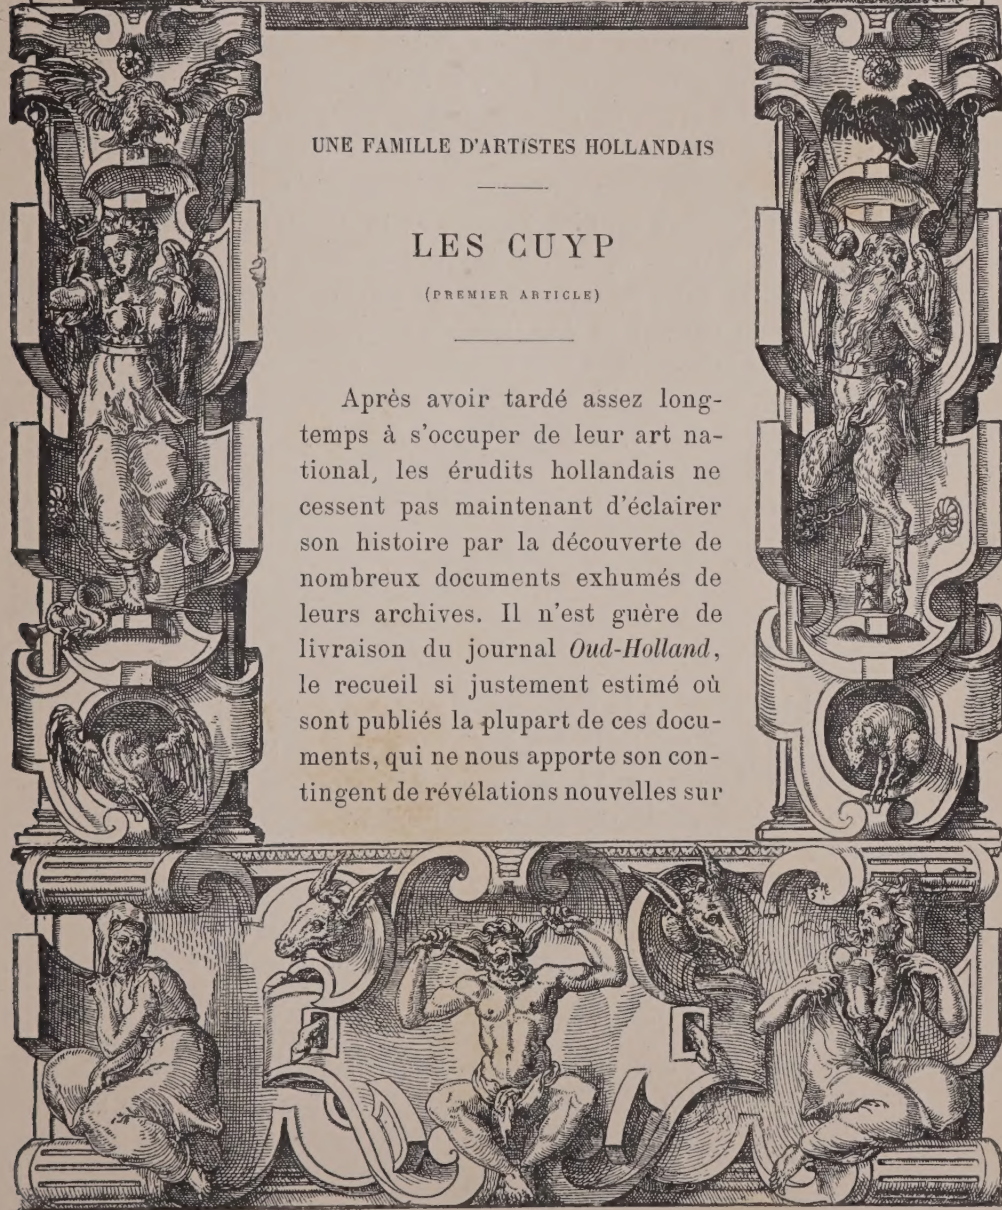 UNE FAMILLE D'ARTISTES HOLLANDAIS
LES CUYP
(PREMIER ARTICLE)
Après avoir tardé assez long-
temps à s'occuper de leur art na-
tional, les érudits hollandais ne
cessent pas maintenant d'éclairer
son histoire par la découverte de
nombreux documents exhumés de
leurs archives. Il n'est guère de
livraison du journal Oud-Holland,
le recueil si justement estimé où
sont publiés la plupart de ces docu-
ments, qui ne nous apporte son con-
tingent de révélations nouvelles sur